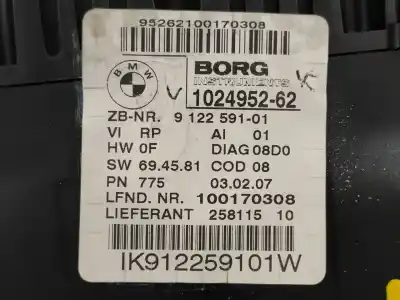 95262100170308
BMW
BORG
INSTRUMENTS
V 1024952-62 K
ZB-NR. 9 122 591-01
VI RP AI 01
HW 0F DIAG 08D0
SW 69.45.81 COD 08
PN 775 03.02.07
LFND. NR. 100170308
LIEFERANT 258115 10
IK912259101W